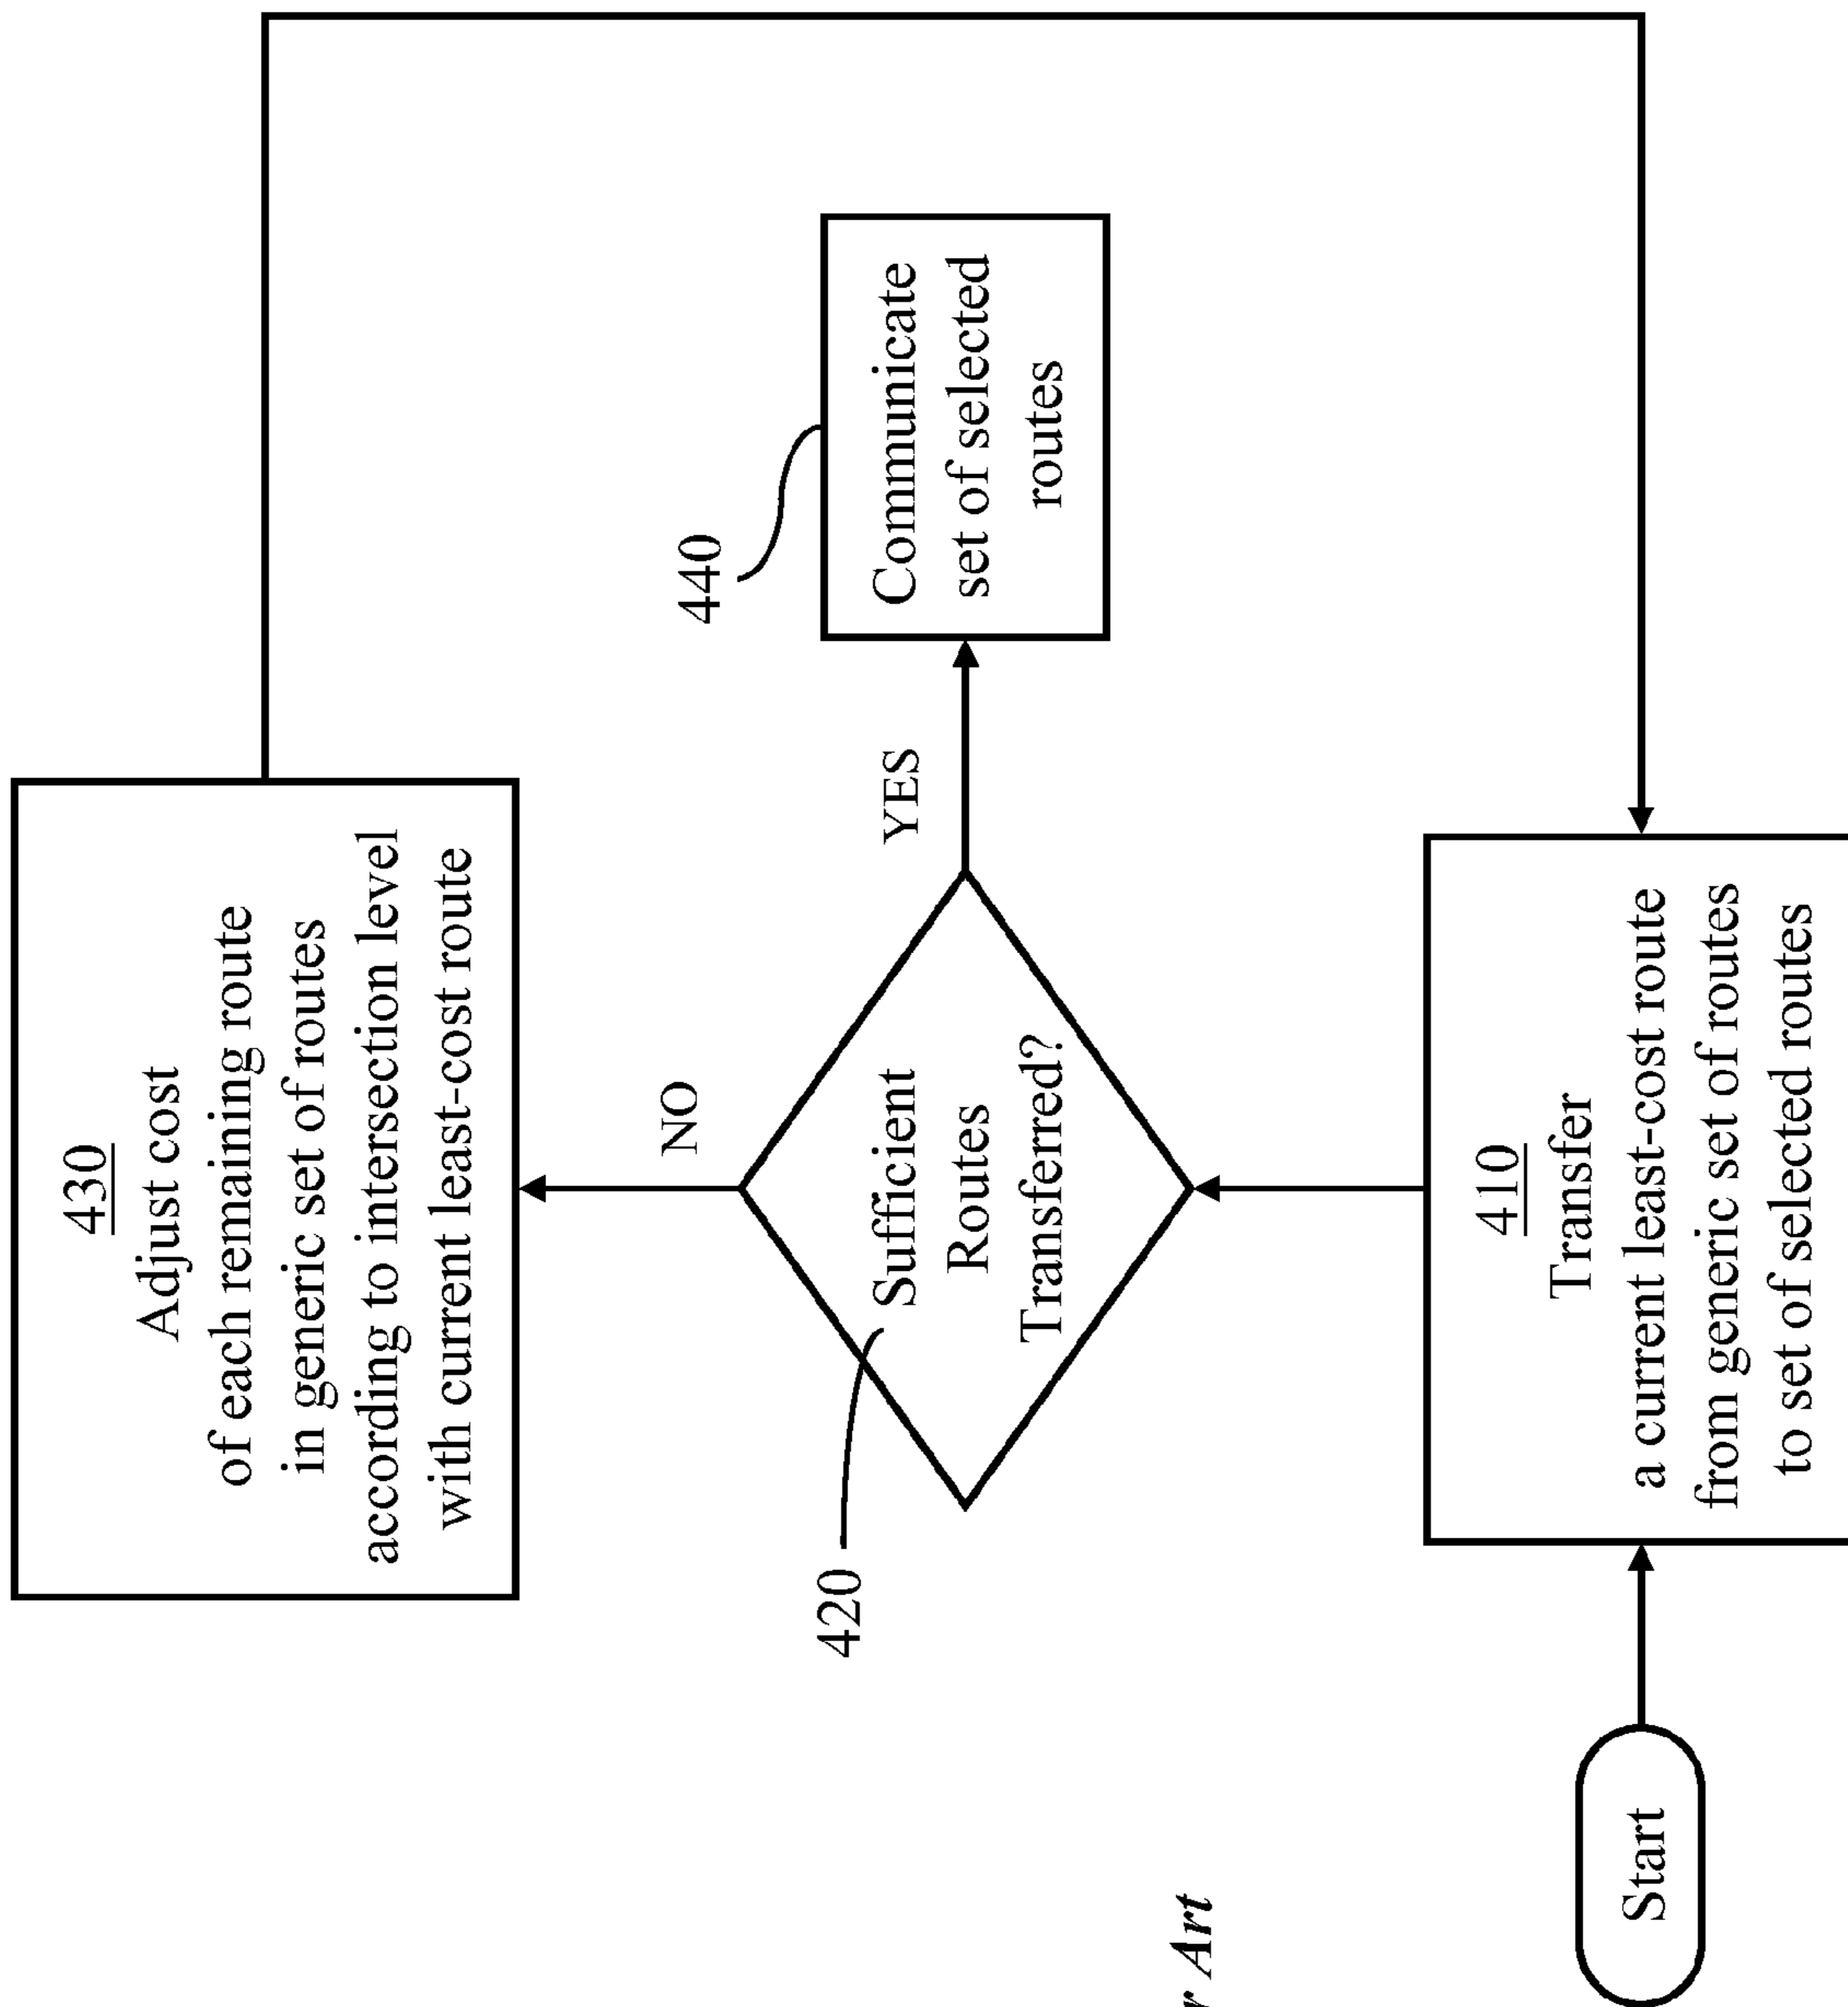 430
Adjust cost
of each remaining route
in generic set of routes
according to intersection level
with current least-cost route
NO
YES
420
Sufficient
Routes
Transferred?
440
Communicate
set of selected
routes
Start
410
Transfer
a current least-cost route
from generic set of routes
to set of selected routes
Art